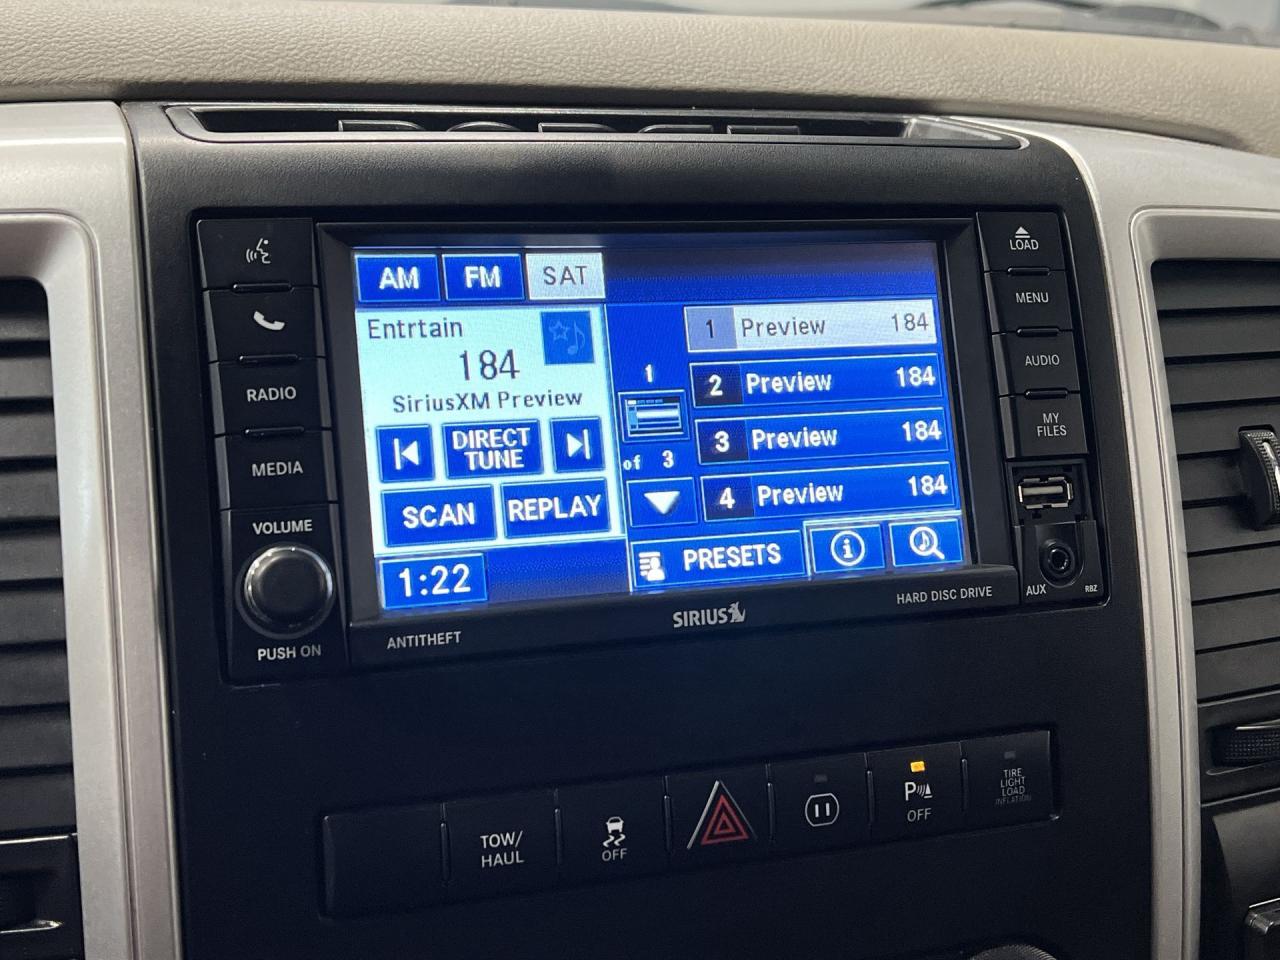 LOAD
MENU
AUDIO
MY
FILES
RADIO
MEDIA
VOLUME
PUSH ON
AM FM SAT
Entrtain
184
SiriusXM Preview
DIRECT
TUNE
SCAN REPLAY
1:22
1
of 3
1 Preview 184
2 Preview 184
3 Preview 184
4 Preview 184
PRESETS
ANTITHEFT
SIRIUS
HARD DISC DRIVE
AUX
RBZ
TOW/
HAUL
OFF
P
OFF
TIRE
LIGHT
LOAD
INFLATION